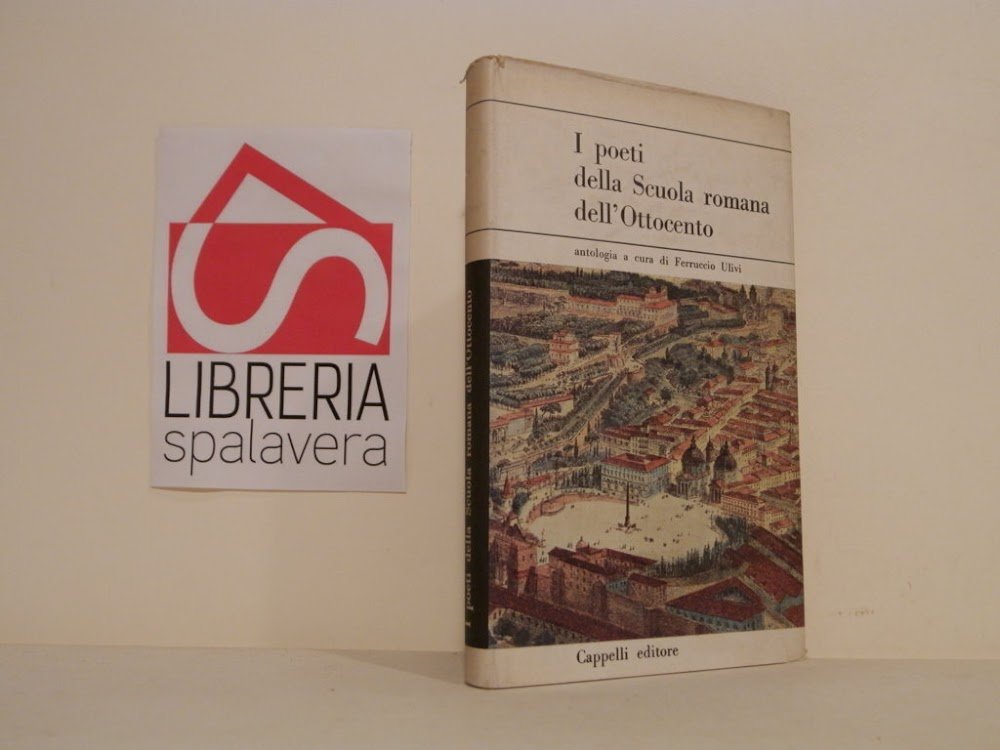 LIBRERIA
spalavera
I poeti
della Scuola romana
dell'Ottocento
antologia a cura di Ferruccio Ulivi
Cappelli editore
I poeti della Scuola romana dell'Ottocento